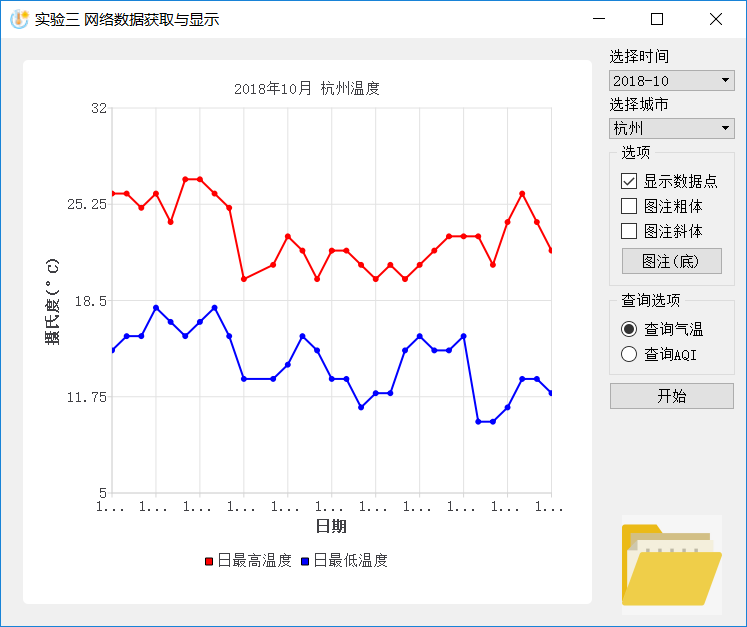 实验三 网络数据获取与显示
2018年10月 杭州温度
32
25.25
18.5
11.75
5
摄氏度(°C)
1... 1... 1... 1... 1... 1... 1... 1... 1... 1... 1...
日期
日最高温度 日最低温度
选择时间
2018-10
选择城市
杭州
选项
显示数据点
图注粗体
图注斜体
图注(底)
查询选项
查询气温
查询AQI
开始